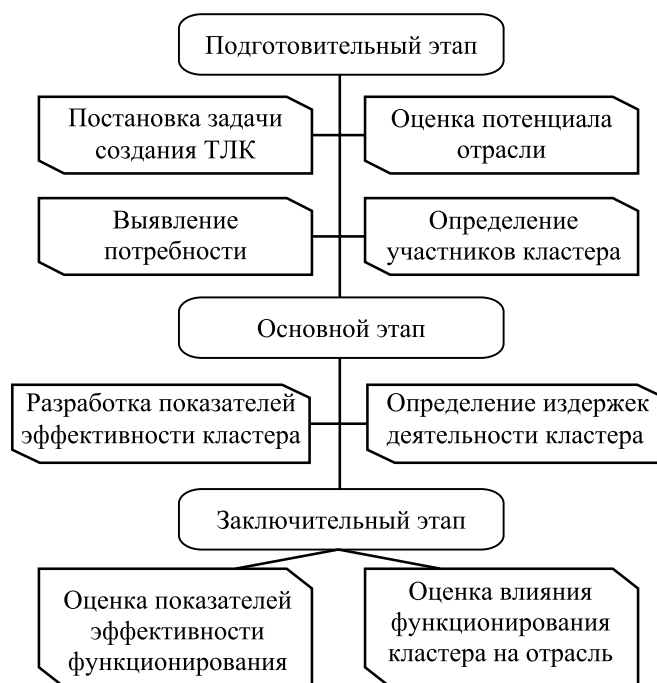 Подготовительный этап
Постановка задачи
создания ТЛК
Оценка потенциала
отрасли
Выявление
потребности
Определение
участников кластера
Основной этап
Разработка показателей
эффективности кластера
Определение издержек
деятельности кластера
Заключительный этап
Оценка показателей
эффективности
функционирования
Оценка влияния
функционирования
кластера на отрасль